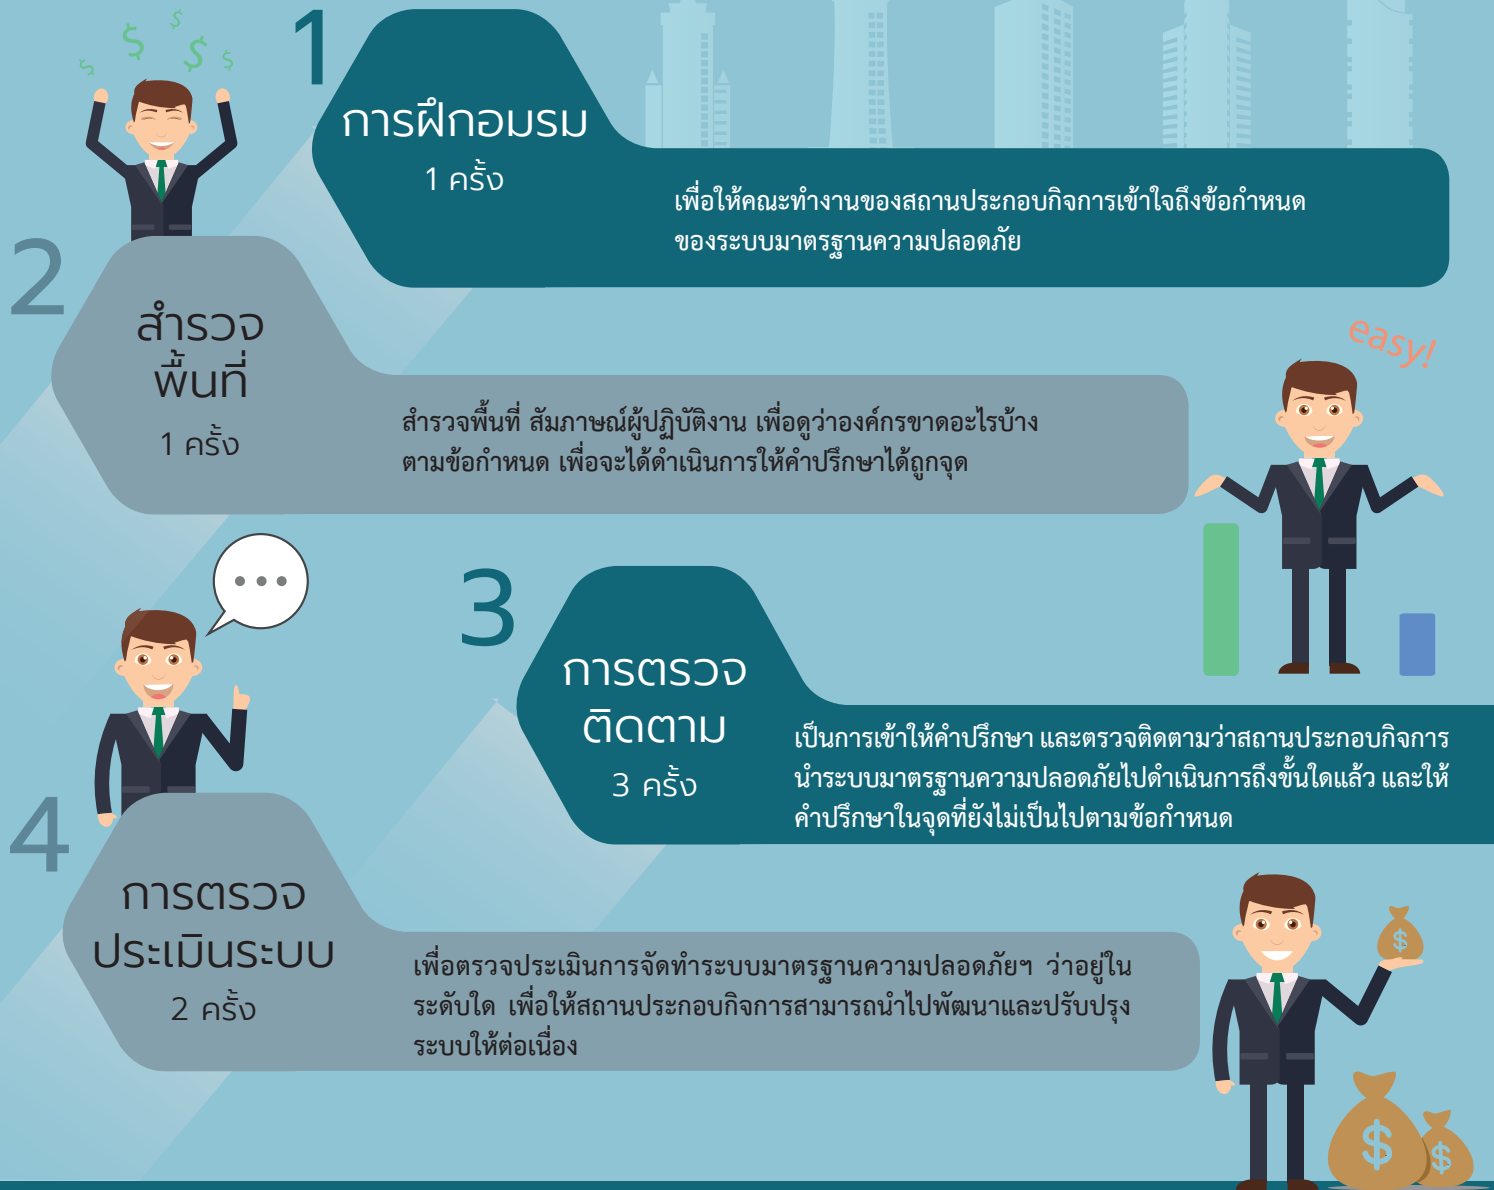 1
การฝึกอมรม
1 ครั้ง
เพื่อให้คณะทำงานของสถานประกอบกิจการเข้าใจถึงข้อกำหนด
ของระบบมาตรฐานความปลอดภัย
2
สำรวจ
พื้นที่
1 ครั้ง
สำรวจพื้นที่ สัมภาษณ์ผู้ปฏิบัติงาน เพื่อดูว่าองค์กรขาดอะไรบ้าง
ตามข้อกำหนด เพื่อจะได้ดำเนินการให้คำปรึกษาได้ถูกจุด
easy!
3
การตรวจ
ติดตาม
3 ครั้ง
เป็นการเข้าให้คำปรึกษา และตรวจติดตามว่าสถานประกอบกิจการ
นำระบบมาตรฐานความปลอดภัยไปดำเนินการถึงขั้นใดแล้ว และให้
คำปรึกษาในจุดที่ยังไม่เป็นไปตามข้อกำหนด
4
การตรวจ
ประเมินระบบ
2 ครั้ง
เพื่อตรวจประเมินการจัดทำระบบมาตรฐานความปลอดภัยฯ ว่าอยู่ใน
ระดับใด เพื่อให้สถานประกอบกิจการสามารถนำไปพัฒนาและปรับปรุง
ระบบให้ต่อเนื่อง